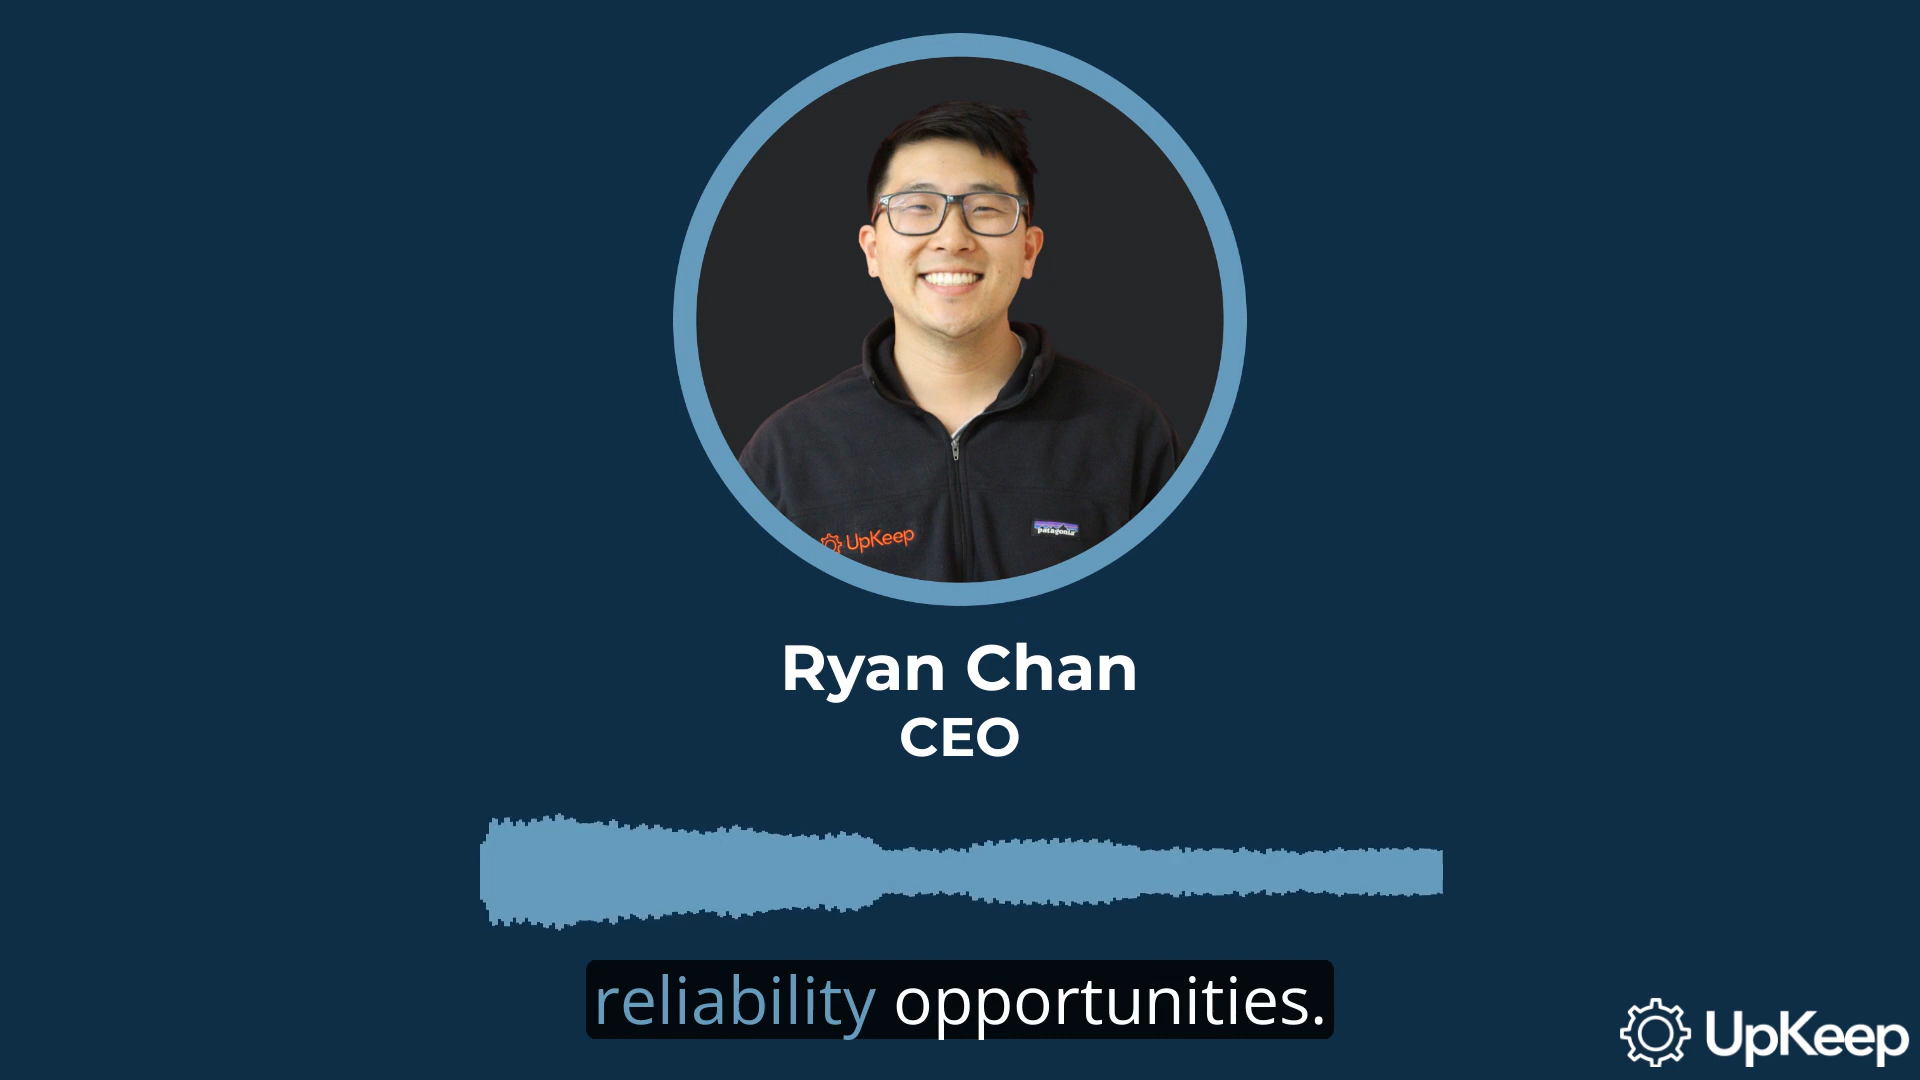 UpKeep
patagonia
Ryan Chan
CEO
reliability opportunities.
UpKeep